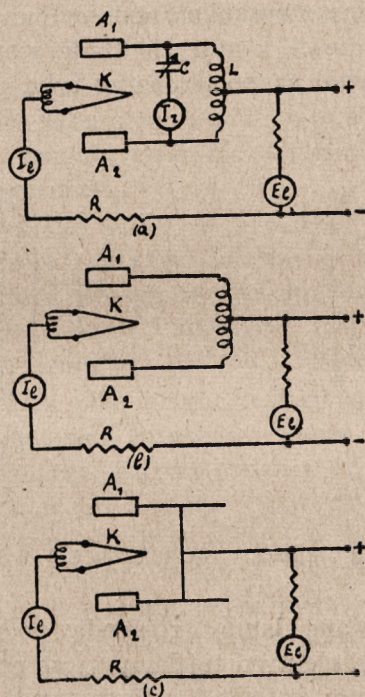 A1
K
C
L
I2
+
A2
Il
El
R
-
(a)
A1
K
+
Il
A2
El
R
-
(b)
A1
K
+
A2
Il
El
R
-
(c)